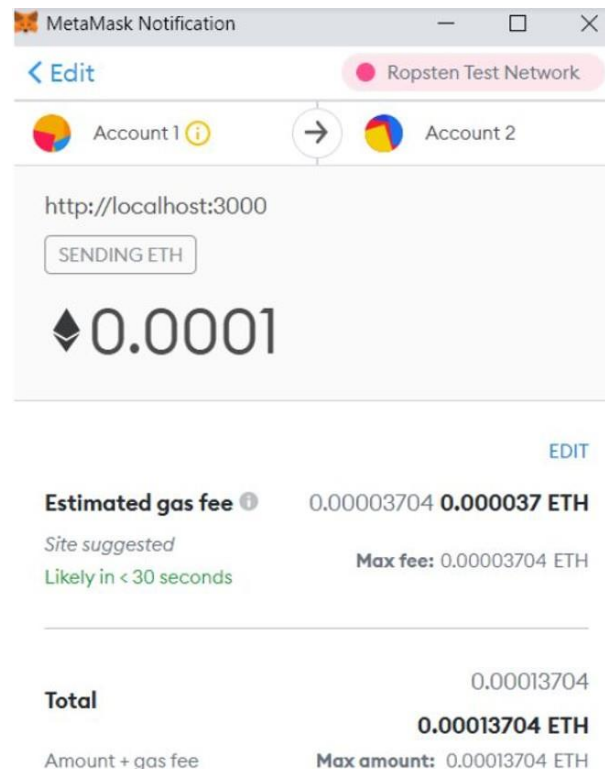 MetaMask Notification
Edit
Ropsten Test Network
Account 1
Account 2
http://localhost:3000
SENDING ETH
0.0001
EDIT
Estimated gas fee 0.00003704 0.000037 ETH
Site suggested
Max fee: 0.00003704 ETH
Likely in < 30 seconds
0.00013704
Total
0.00013704 ETH
Amount + gas fee Max amount: 0.00013704 ETH